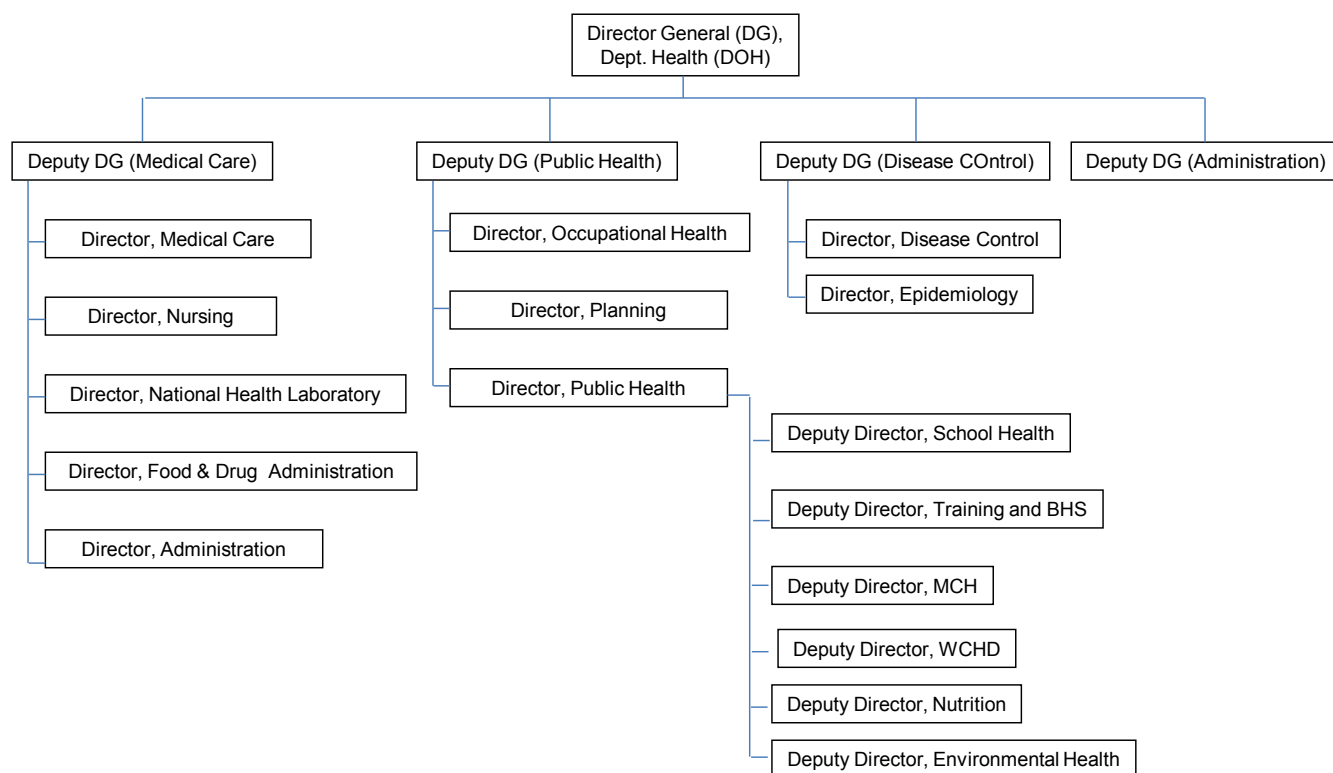 Director General (DG),
Dept. Health (DOH)
Deputy DG (Medical Care)
Deputy DG (Public Health)
Deputy DG (Disease COntrol)
Deputy DG (Administration)
Director, Medical Care
Director, Nursing
Director, National Health Laboratory
Director, Food & Drug Administration
Director, Administration
Director, Occupational Health
Director, Planning
Director, Public Health
Deputy Director, School Health
Deputy Director, Training and BHS
Deputy Director, MCH
Deputy Director, WCHD
Deputy Director, Nutrition
Deputy Director, Environmental Health
Director, Disease Control
Director, Epidemiology